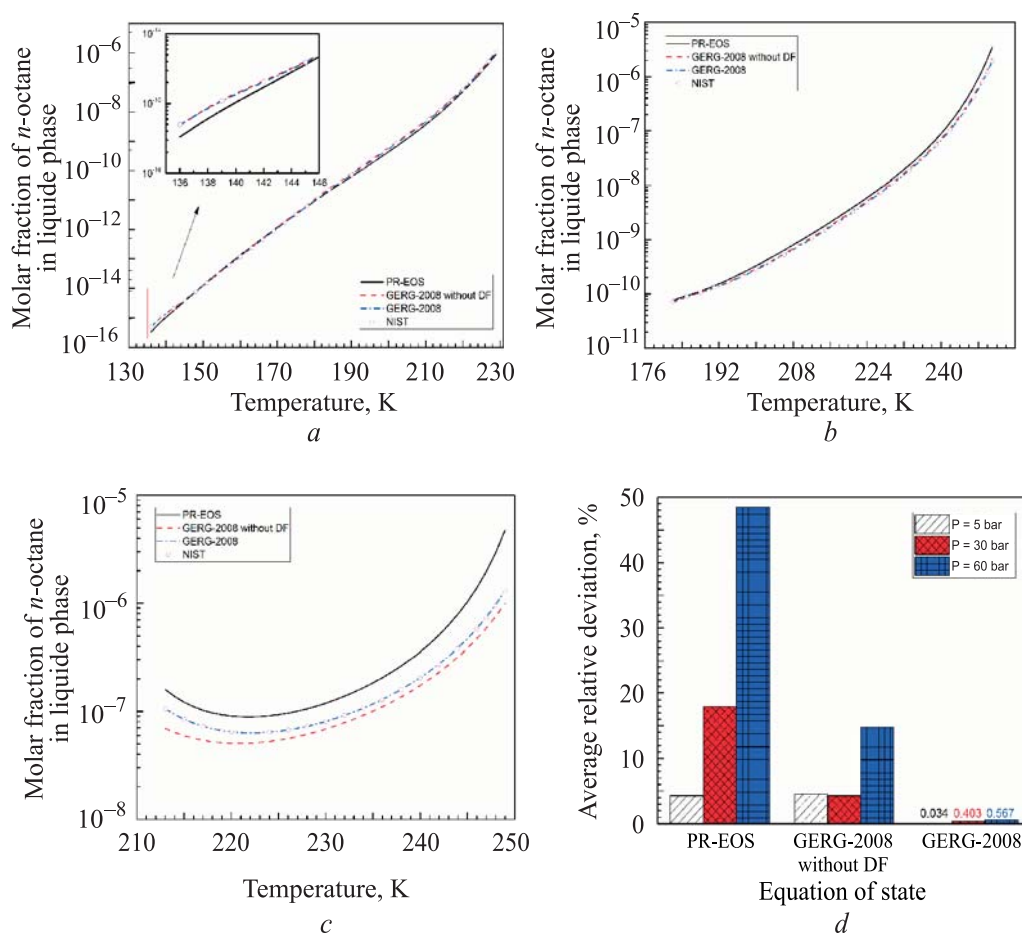 Molar fraction of n-octane
in liquide phase
10⁻⁶
10⁻⁸
10⁻¹⁰
10⁻¹²
10⁻¹⁴
10⁻¹⁶
136 138 140 142 144 146 148
PR-EOS
GERG-2008 without DF
GERG-2008
NIST
130 150 170 190 210 230
Temperature, K
a
Molar fraction of n-octane
in liquide phase
10⁻⁵
10⁻⁶
10⁻⁷
10⁻⁸
10⁻⁹
10⁻¹⁰
10⁻¹¹
PR-EOS
GERG-2008 without DF
GERG-2008
NIST
176 192 208 224 240
Temperature, K
b
Molar fraction of n-octane
in liquide phase
10⁻⁵
10⁻⁶
10⁻⁷
10⁻⁸
PR-EOS
GERG-2008 without DF
GERG-2008
NIST
210 220 230 240 250
Temperature, K
c
Average relative deviation, %
50
40
30
20
10
0
P = 5 bar
P = 30 bar
P = 60 bar
0.034 0.403 0.567
PR-EOS GERG-2008 GERG-2008
without DF
Equation of state
d